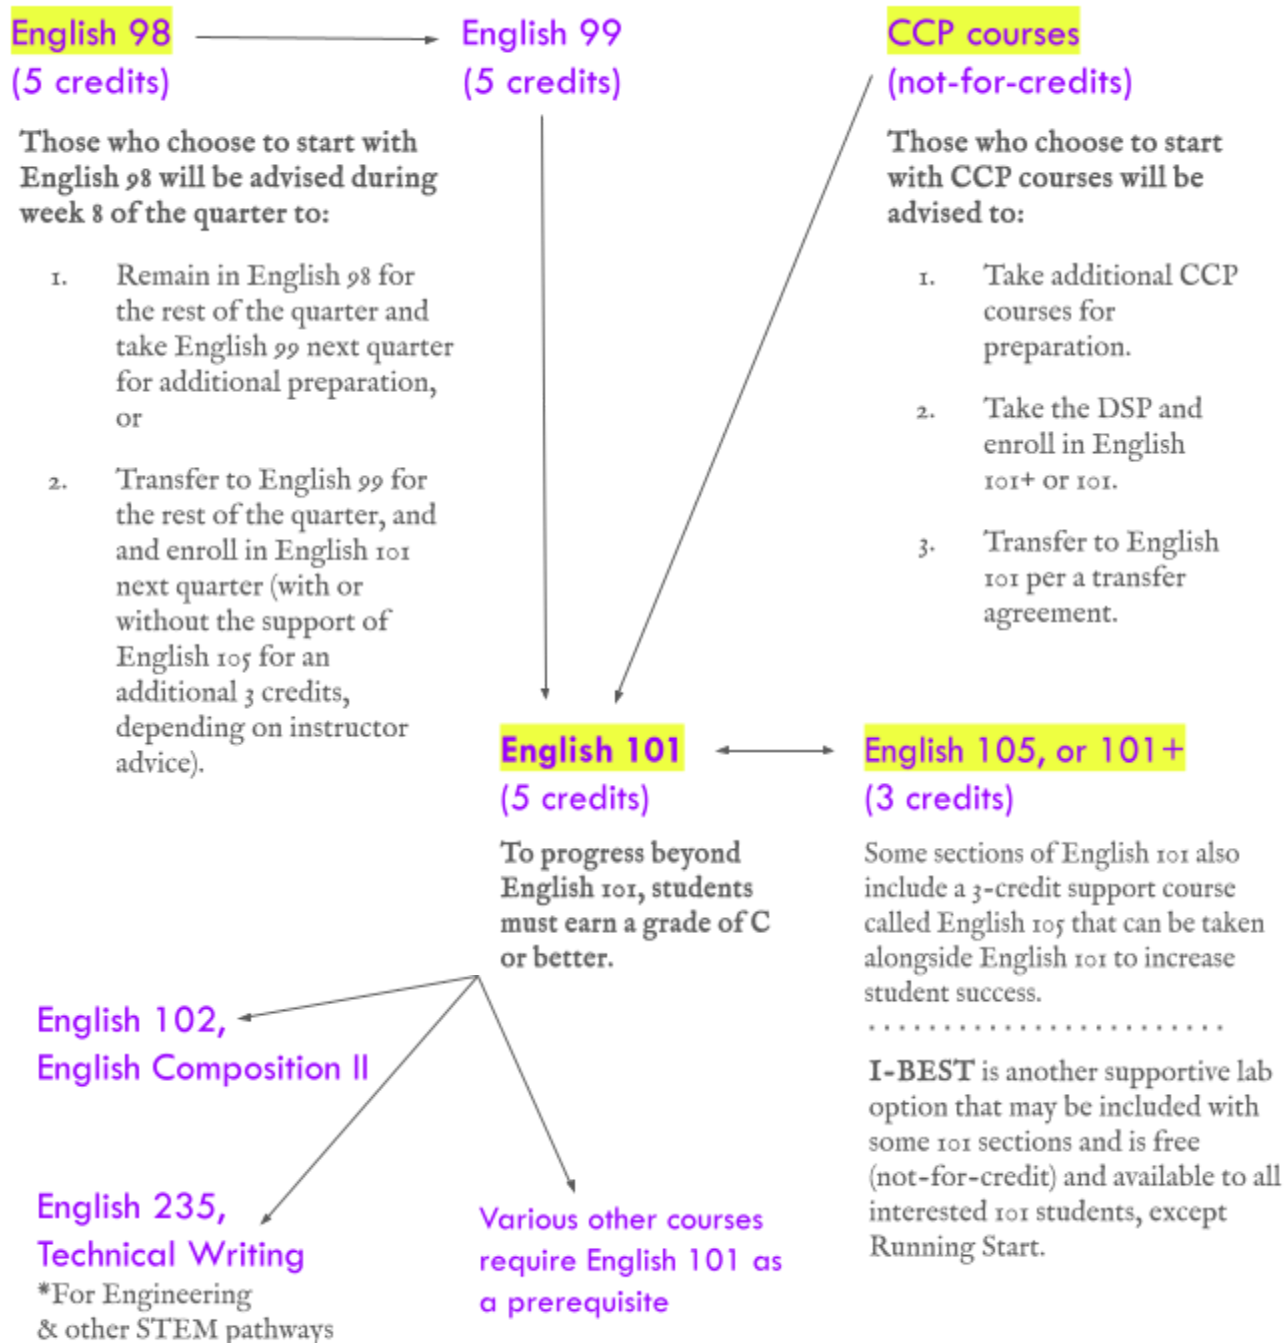 English 98
(5 credits)
Those who choose to start with
English 98 will be advised during
week 8 of the quarter to:
1. Remain in English 98 for
the rest of the quarter and
take English 99 next quarter
for additional preparation,
or
2. Transfer to English 99 for
the rest of the quarter, and
and enroll in English 101
next quarter (with or
without the support of
English 105 for an
additional 3 credits,
depending on instructor
advice).
English 99
(5 credits)
CCP courses
(not-for-credits)
Those who choose to start
with CCP courses will be
advised to:
1. Take additional CCP
courses for
preparation.
2. Take the DSP and
enroll in English
101+ or 101.
3. Transfer to English
101 per a transfer
agreement.
English 101
(5 credits)
To progress beyond
English 101, students
must earn a grade of C
or better.
English 105, or 101+
(3 credits)
Some sections of English 101 also
include a 3-credit support course
called English 105 that can be taken
alongside English 101 to increase
student success.
. . . . . . . . . . . . . . . . . . . . . . . .
I-BEST is another supportive lab
option that may be included with
some 101 sections and is free
(not-for-credit) and available to all
interested 101 students, except
Running Start.
English 102,
English Composition II
English 235,
Technical Writing
*For Engineering
& other STEM pathways
Various other courses
require English 101 as
a prerequisite